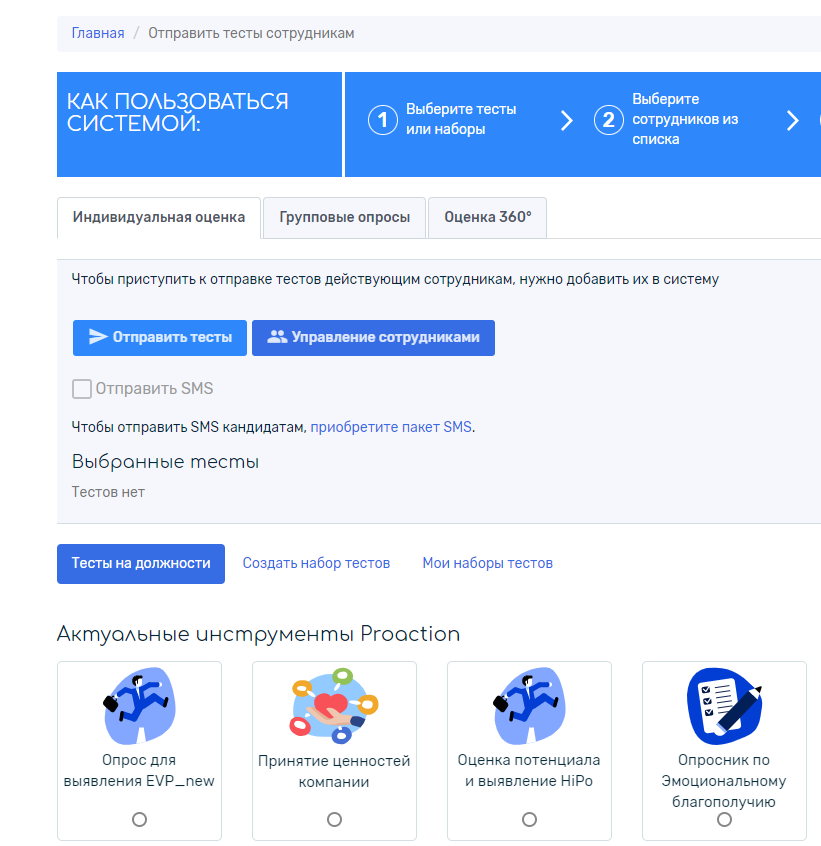 Главная / Отправить тесты сотрудникам
КАК ПОЛЬЗОВАТЬСЯ
СИСТЕМОЙ:
1 Выберите тесты
или наборы
2 Выберите
сотрудников из
списка
Индивидуальная оценка
Групповые опросы
Оценка 360°
Чтобы приступить к отправке тестов действующим сотрудникам, нужно добавить их в систему
Отправить тесты
Управление сотрудниками
Отправить SMS
Чтобы отправить SMS кандидатам, приобретите пакет SMS.
Выбранные тесты
Тестов нет
Тесты на должности
Создать набор тестов
Мои наборы тестов
Актуальные инструменты Proaction
Опрос для
выявления EVP_new
Принятие ценностей
компании
Оценка потенциала
и выявление HiPo
Опросник по
Эмоциональному
благополучию